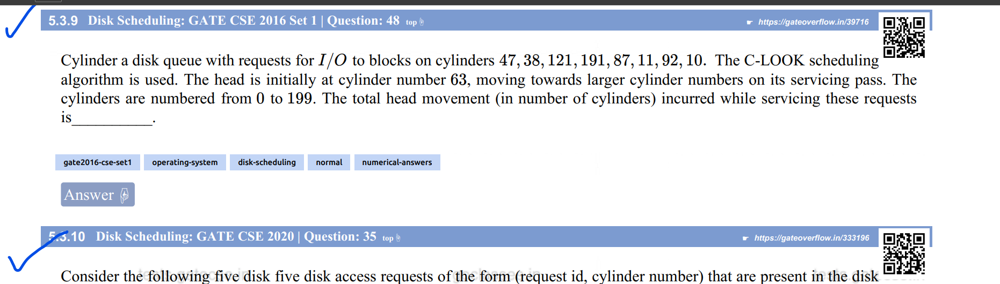 5.3.9 Disk Scheduling: GATE CSE 2016 Set 1 | Question: 48 top ☟ ☛ https://gateoverflow.in/39716
Cylinder a disk queue with requests for I/O to blocks on cylinders 47, 38, 121, 191, 87, 11, 92, 10. The C-LOOK scheduling
algorithm is used. The head is initially at cylinder number 63, moving towards larger cylinder numbers on its servicing pass. The
cylinders are numbered from 0 to 199. The total head movement (in number of cylinders) incurred while servicing these requests
is__________.
gate2016-cse-set1 operating-system disk-scheduling normal numerical-answers
Answer ☟
5.3.10 Disk Scheduling: GATE CSE 2020 | Question: 35 top ☟ ☛ https://gateoverflow.in/333196
Consider the following five disk five disk access requests of the form (request id, cylinder number) that are present in the disk